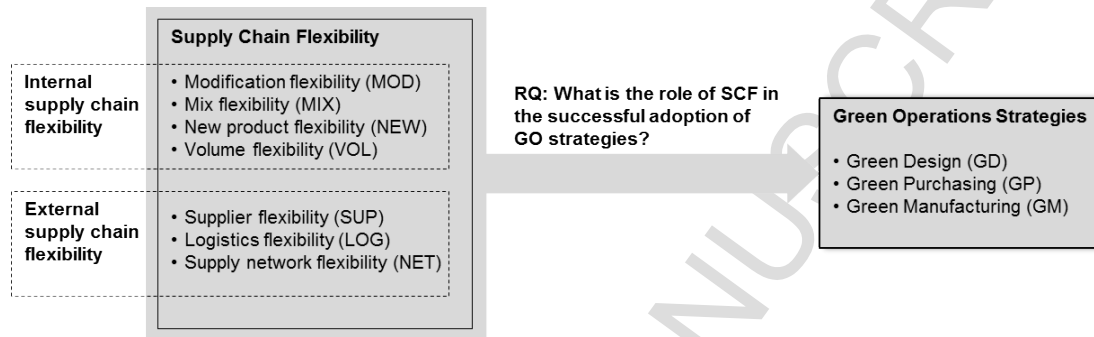 Supply Chain Flexibility
Internal
supply chain
flexibility
• Modification flexibility (MOD)
• Mix flexibility (MIX)
• New product flexibility (NEW)
• Volume flexibility (VOL)
External
supply chain
flexibility
• Supplier flexibility (SUP)
• Logistics flexibility (LOG)
• Supply network flexibility (NET)
RQ: What is the role of SCF in
the successful adoption of
GO strategies?
Green Operations Strategies
• Green Design (GD)
• Green Purchasing (GP)
• Green Manufacturing (GM)
NUSCR